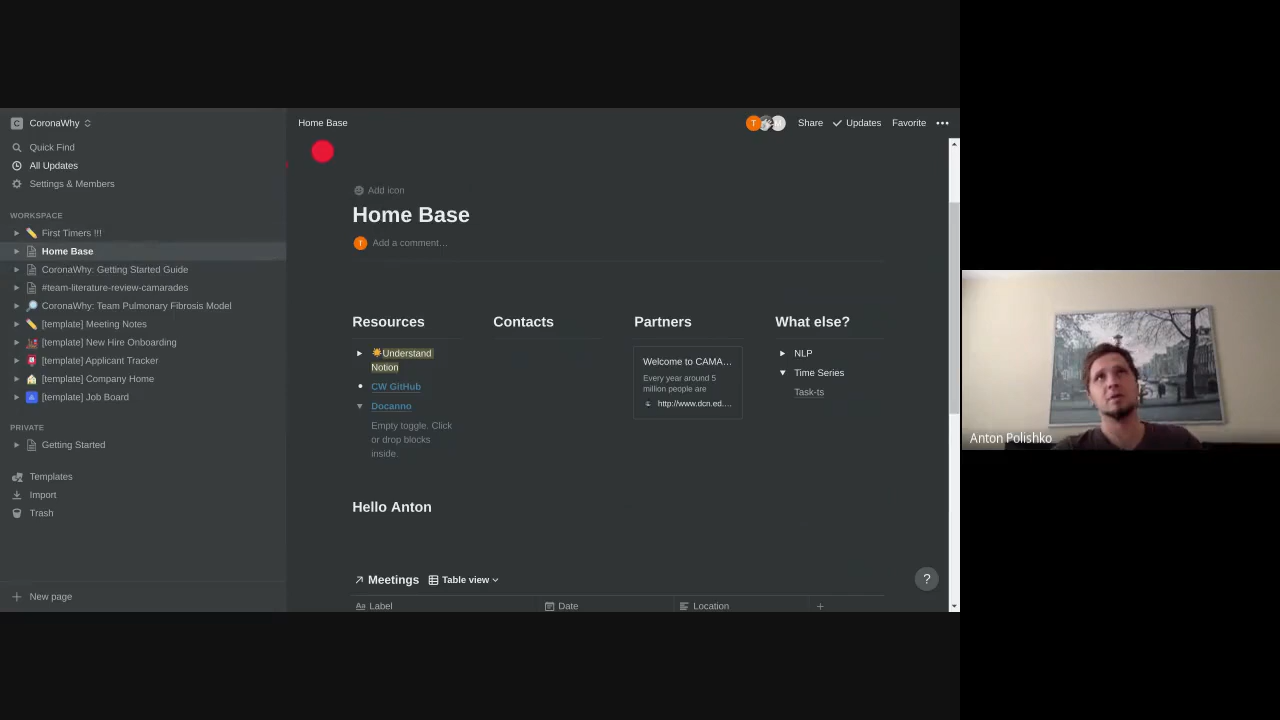 CoronaWhy
Quick Find
All Updates
Settings & Members
WORKSPACE
First Timers !!!
Home Base
CoronaWhy: Getting Started Guide
#team-literature-review-camarades
CoronaWhy: Team Pulmonary Fibrosis Model
[template] Meeting Notes
[template] New Hire Onboarding
[template] Applicant Tracker
[template] Company Home
[template] Job Board
PRIVATE
Getting Started
Templates
Import
Trash
New page
Home Base
T
Share
Updates
Favorite
Add icon
Home Base
T
Add a comment…
Resources
Understand
Notion
CW GitHub
Docanno
Empty toggle. Click
or drop blocks
inside.
Contacts
Partners
Welcome to CAMA…
Every year around 5
million people are
http://www.dcn.ed.…
What else?
NLP
Time Series
Task-ts
Hello Anton
Meetings Table view
Aa Label Date Location +
?
Anton Polishko